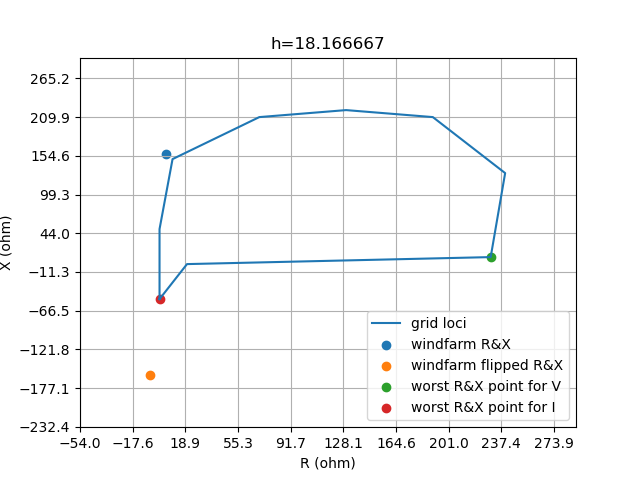 h=18.166667
265.2
209.9
154.6
99.3
44.0
−11.3
−66.5
−121.8
−177.1
−232.4
X (ohm)
grid loci
windfarm R&X
windfarm flipped R&X
worst R&X point for V
worst R&X point for I
−54.0 −17.6 18.9 55.3 91.7 128.1 164.6 201.0 237.4 273.9
R (ohm)